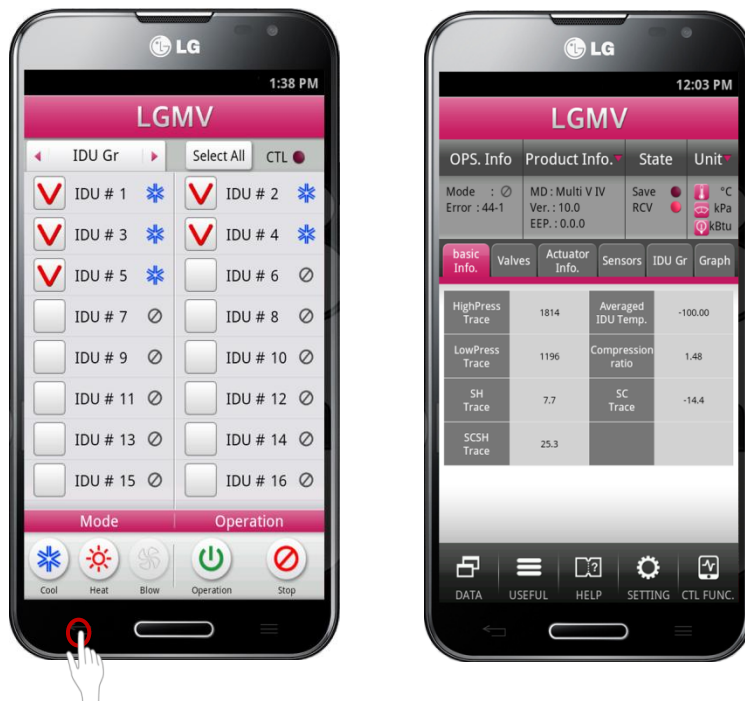 LG
1:38 PM
LGMV
IDU Gr Select All CTL
IDU # 1 IDU # 2
IDU # 3 IDU # 4
IDU # 5 IDU # 6
IDU # 7 IDU # 8
IDU # 9 IDU # 10
IDU # 11 IDU # 12
IDU # 13 IDU # 14
IDU # 15 IDU # 16
Mode Operation
Cool Heat Blow Operation Stop
LG
12:03 PM
LGMV
OPS. Info Product Info. State Unit
Mode : MD : Multi V IV Save °C
Error : 44-1 Ver. : 10.0 RCV kPa
EEP. : 0.0.0 kBtu
basic Info. Valves Actuator Info. Sensors IDU Gr Graph
HighPress Trace 1814 Averaged IDU Temp. -100.00
LowPress Trace 1196 Compression ratio 1.48
SH Trace 7.7 SC Trace -14.4
SCSH Trace 25.3
DATA USEFUL HELP SETTING CTL FUNC.